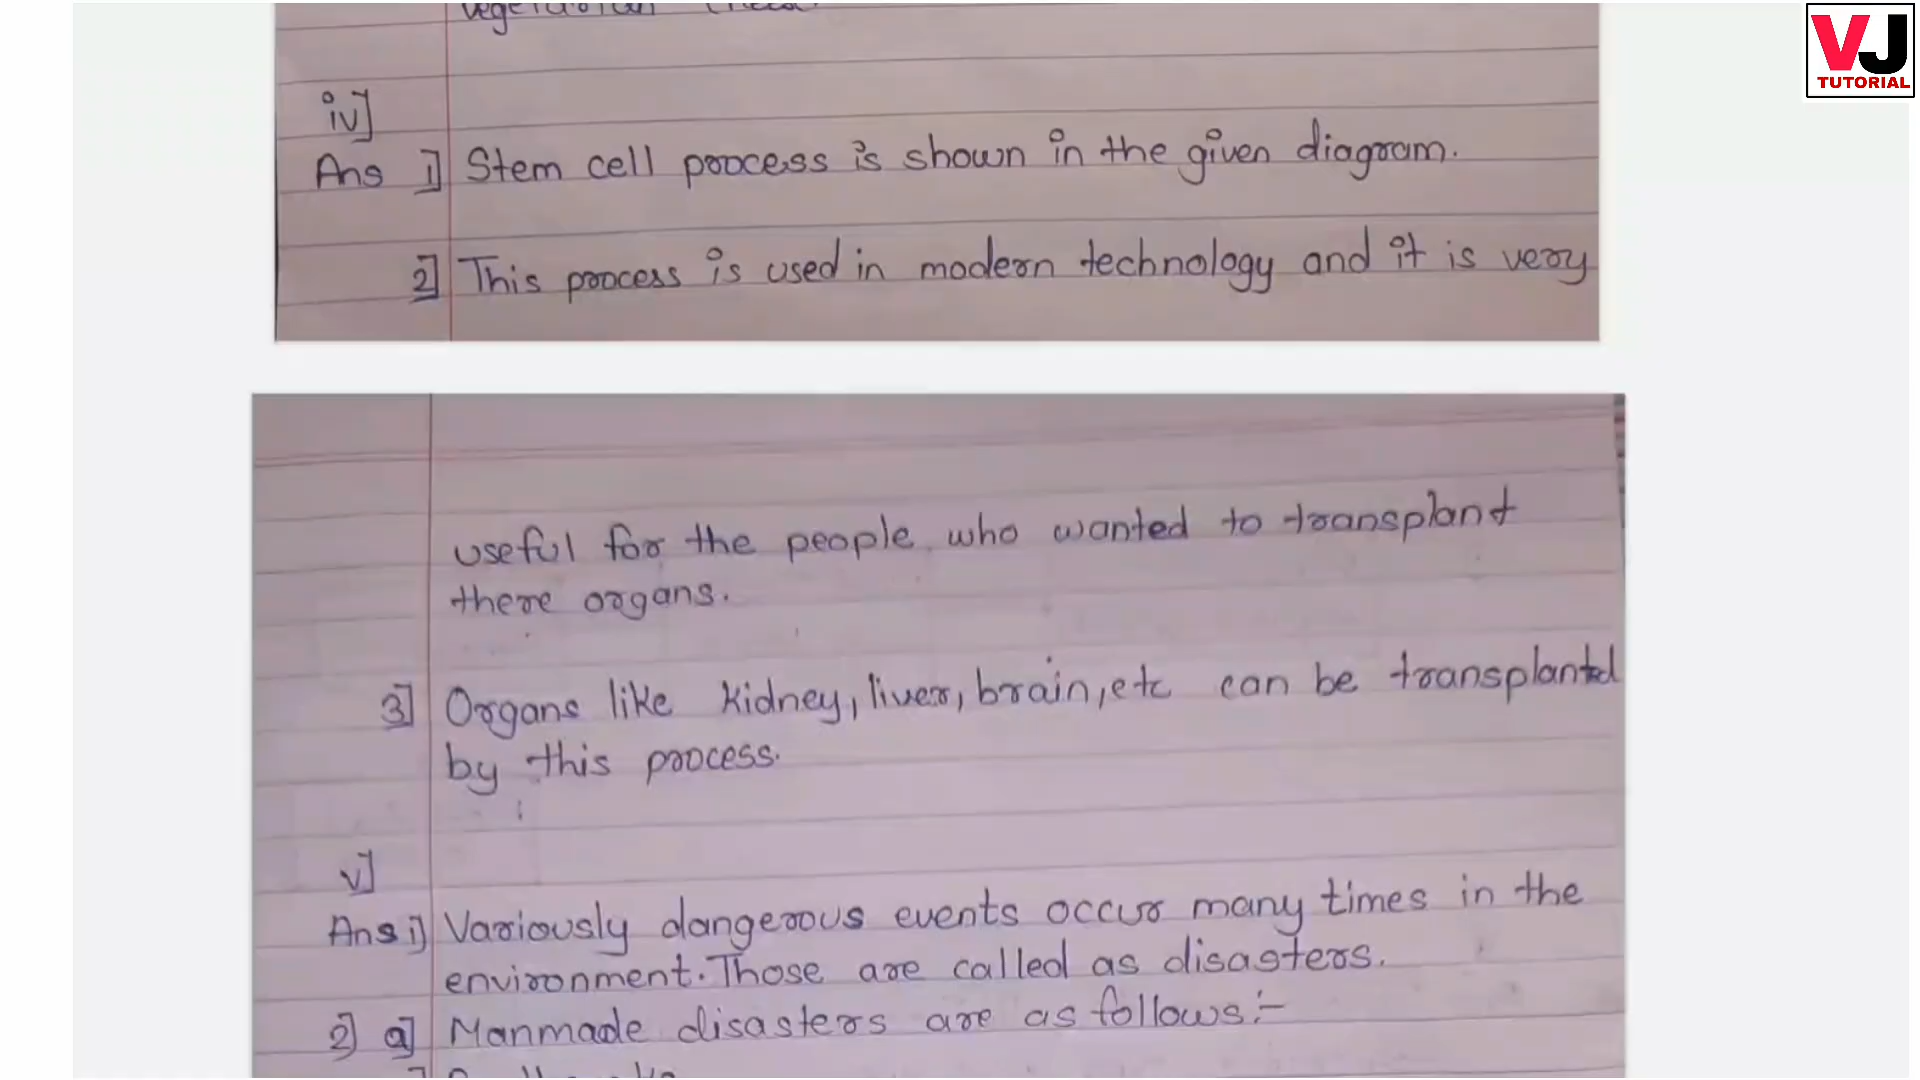 VJ
TUTORIAL
iv]
Ans 1] Stem cell process is shown in the given diagram.
2] This process is used in modern technology and it is very
useful for the people who wanted to transplant
there organs.
3] Organs like kidney, liver, brain, etc can be transplanted
by this process.
v]
Ans 1] Variously dangerous events occur many times in the
environment. Those are called as disasters.
2] a] Manmade disasters are as follows:-